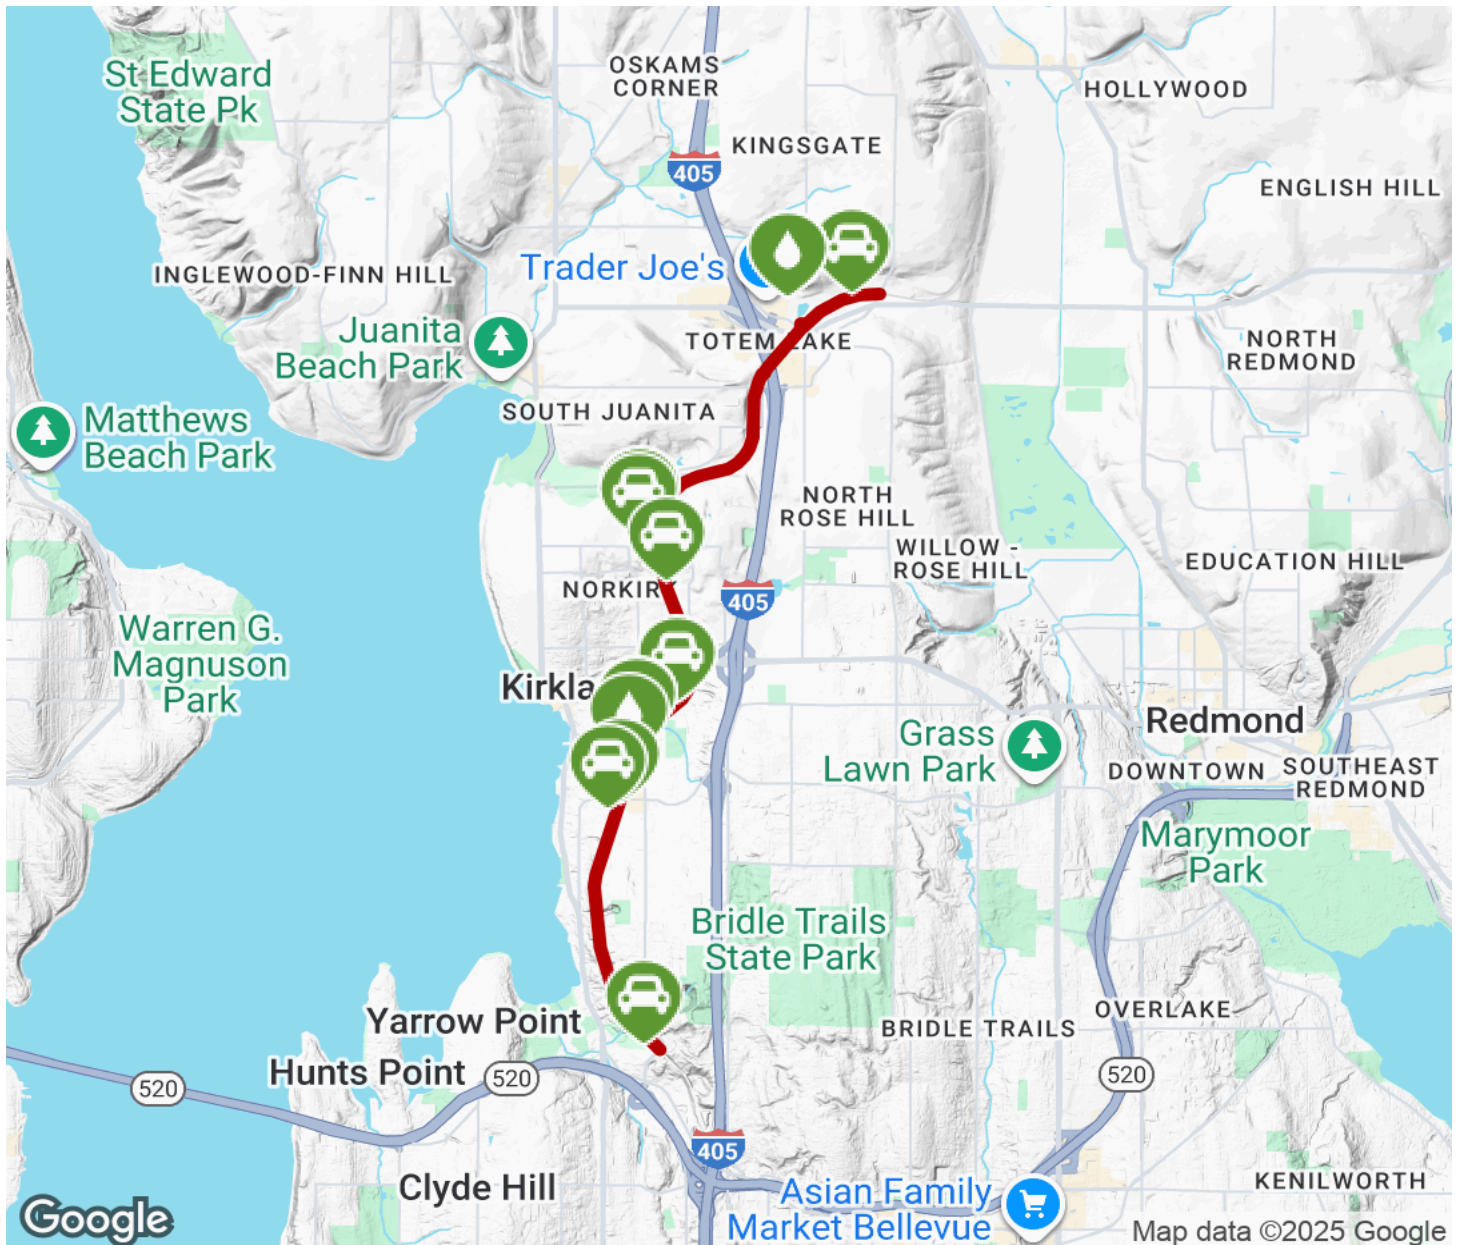 OSKAMS
CORNER
St Edward
State Pk
HOLLYWOOD
KINGSGATE
405
ENGLISH HILL
Trader Joe's
INGLEWOOD-FINN HILL
Juanita
Beach Park
TOTEM LAKE
NORTH
REDMOND
SOUTH JUANITA
Matthews
Beach Park
NORTH
ROSE HILL
WILLOW -
ROSE HILL
EDUCATION HILL
NORKIR
405
Warren G.
Magnuson
Park
Kirkla
Redmond
Grass
Lawn Park
DOWNTOWN
SOUTHEAST
REDMOND
Marymoor
Park
Bridle Trails
State Park
OVERLAKE
Yarrow Point
BRIDLE TRAILS
Hunts Point
520
520
520
405
Clyde Hill
Asian Family
Market Bellevue
KENILWORTH
Google
Map data ©2025 Google